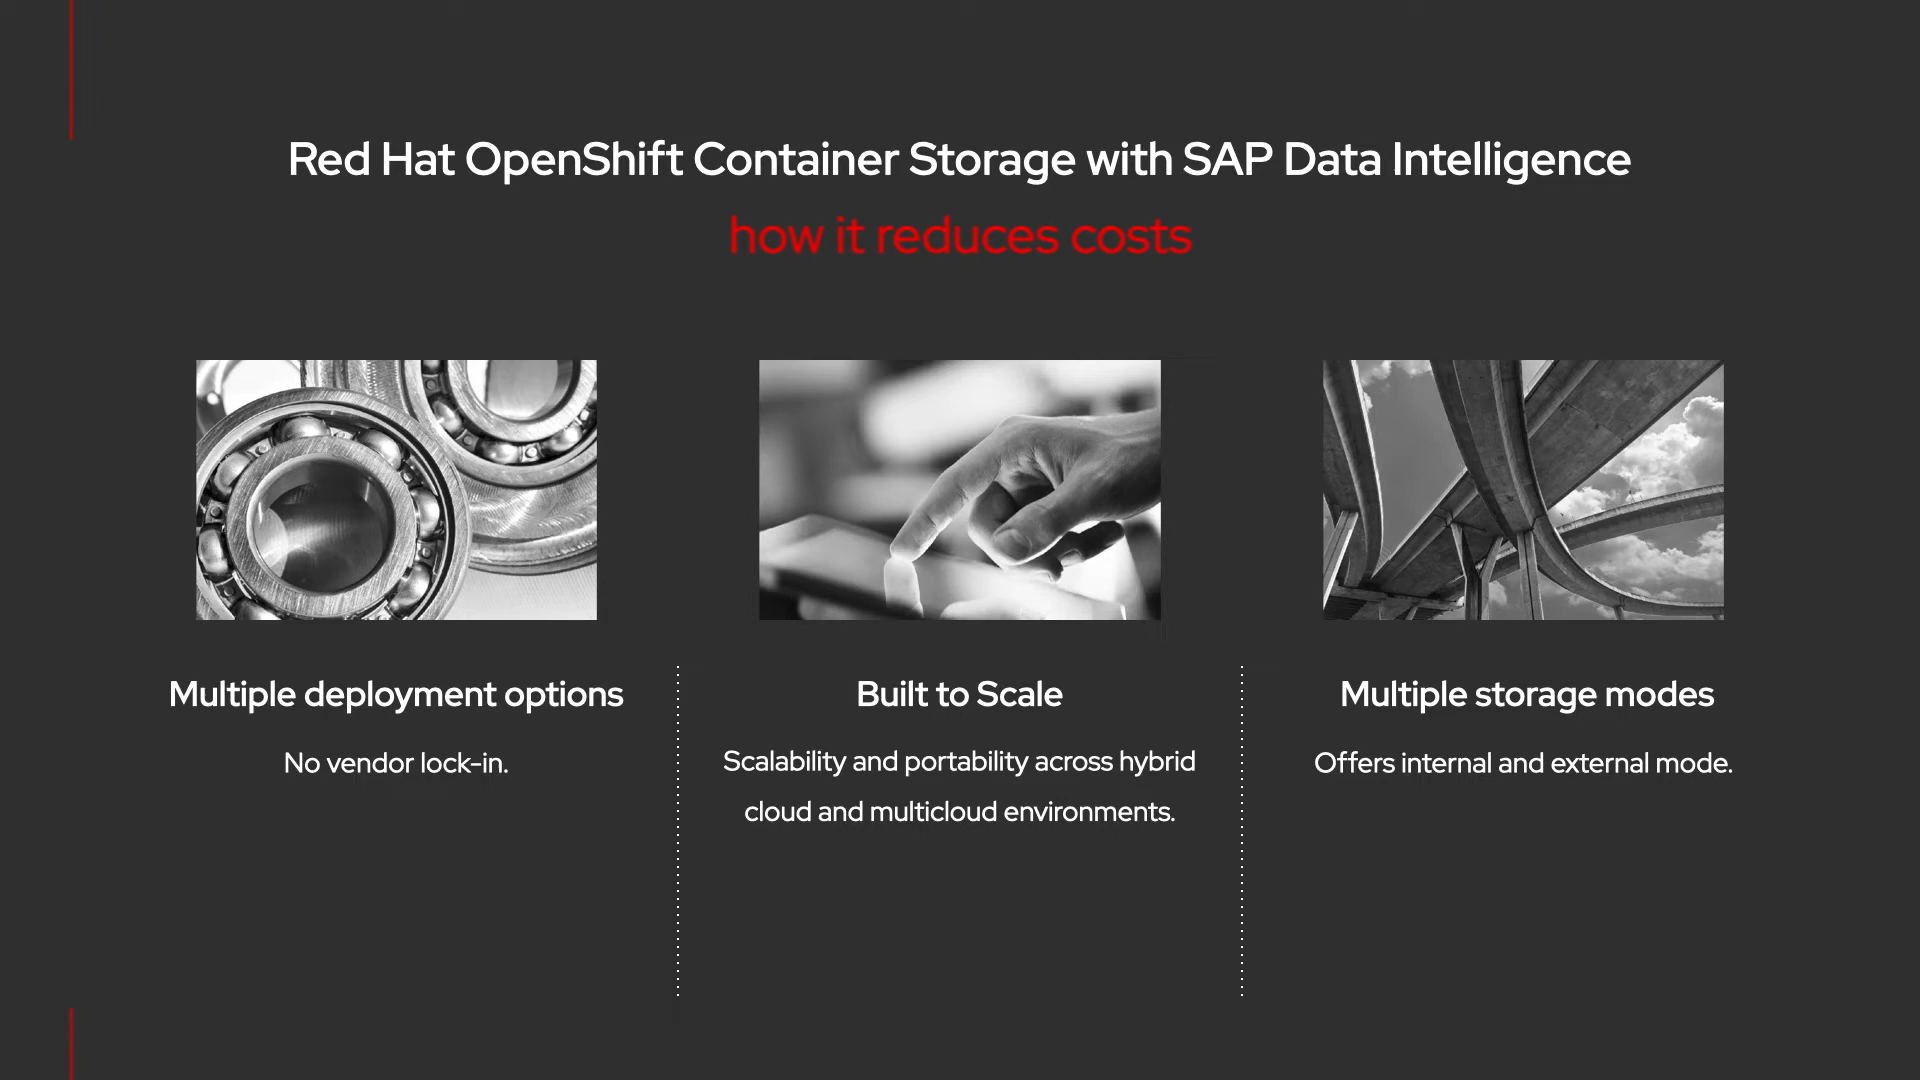 Red Hat OpenShift Container Storage with SAP Data Intelligence
how it reduces costs
Multiple deployment options
No vendor lock-in.
Built to Scale
Scalability and portability across hybrid
cloud and multicloud environments.
Multiple storage modes
Offers internal and external mode.